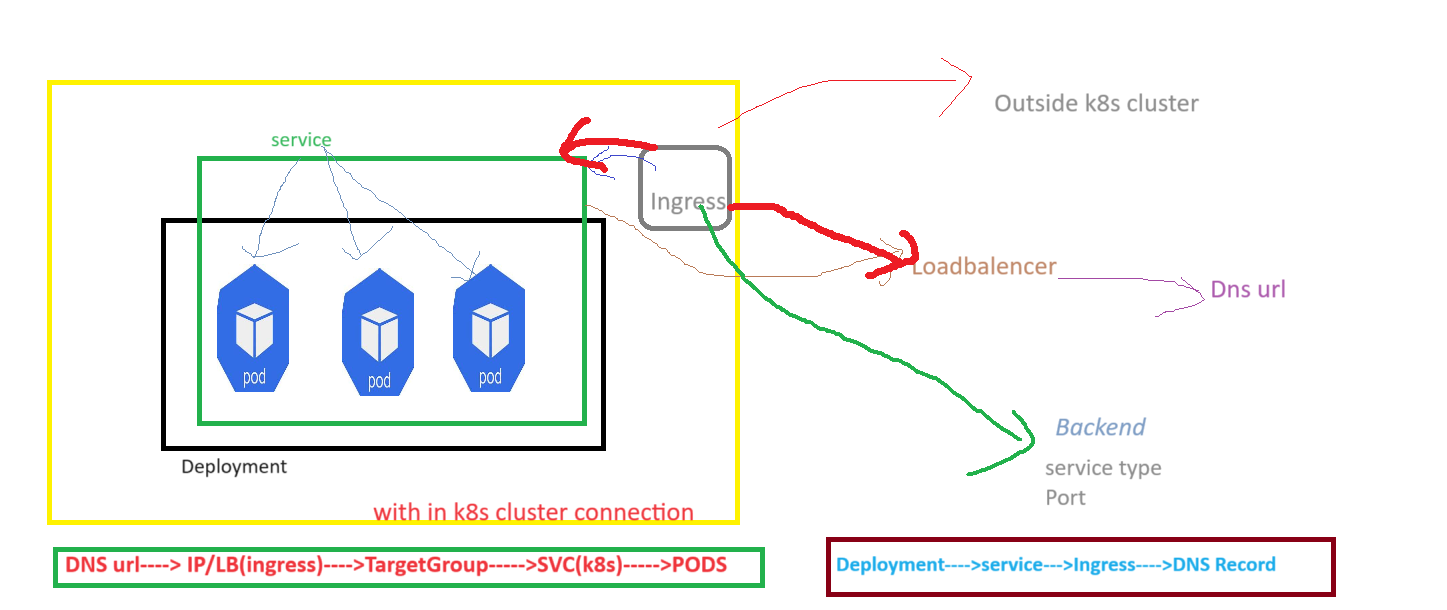 Outside k8s cluster
service
Ingress
Loadbalencer
Dns url
pod
pod
pod
Backend
service type
Port
Deployment
with in k8s cluster connection
DNS url----> IP/LB(ingress)---->TargetGroup----->SVC(k8s)----->PODS
Deployment---->service--->Ingress---->DNS Record